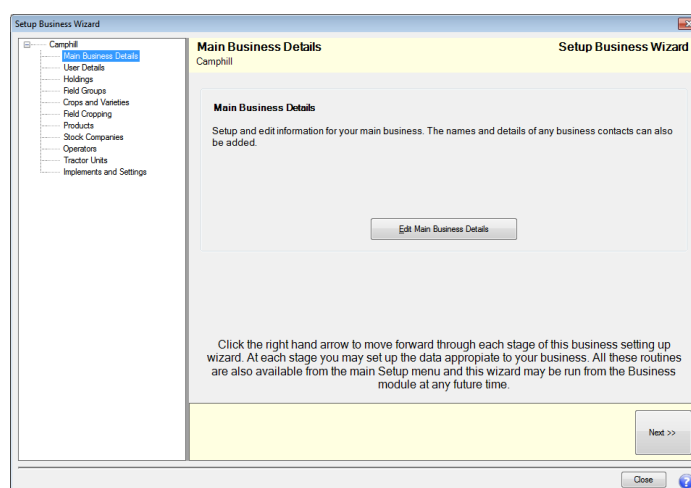 Setup Business Wizard
Camphill
Main Business Details
User Details
Holdings
Field Groups
Crops and Varieties
Field Cropping
Products
Stock Companies
Operators
Tractor Units
Implements and Settings
Main Business Details
Setup Business Wizard
Camphill
Main Business Details
Setup and edit information for your main business. The names and details of any business contacts can also
be added.
Edit Main Business Details
Click the right hand arrow to move forward through each stage of this business setting up
wizard. At each stage you may set up the data appropiate to your business. All these routines
are also available from the main Setup menu and this wizard may be run from the Business
module at any future time.
Next >>
Close
?